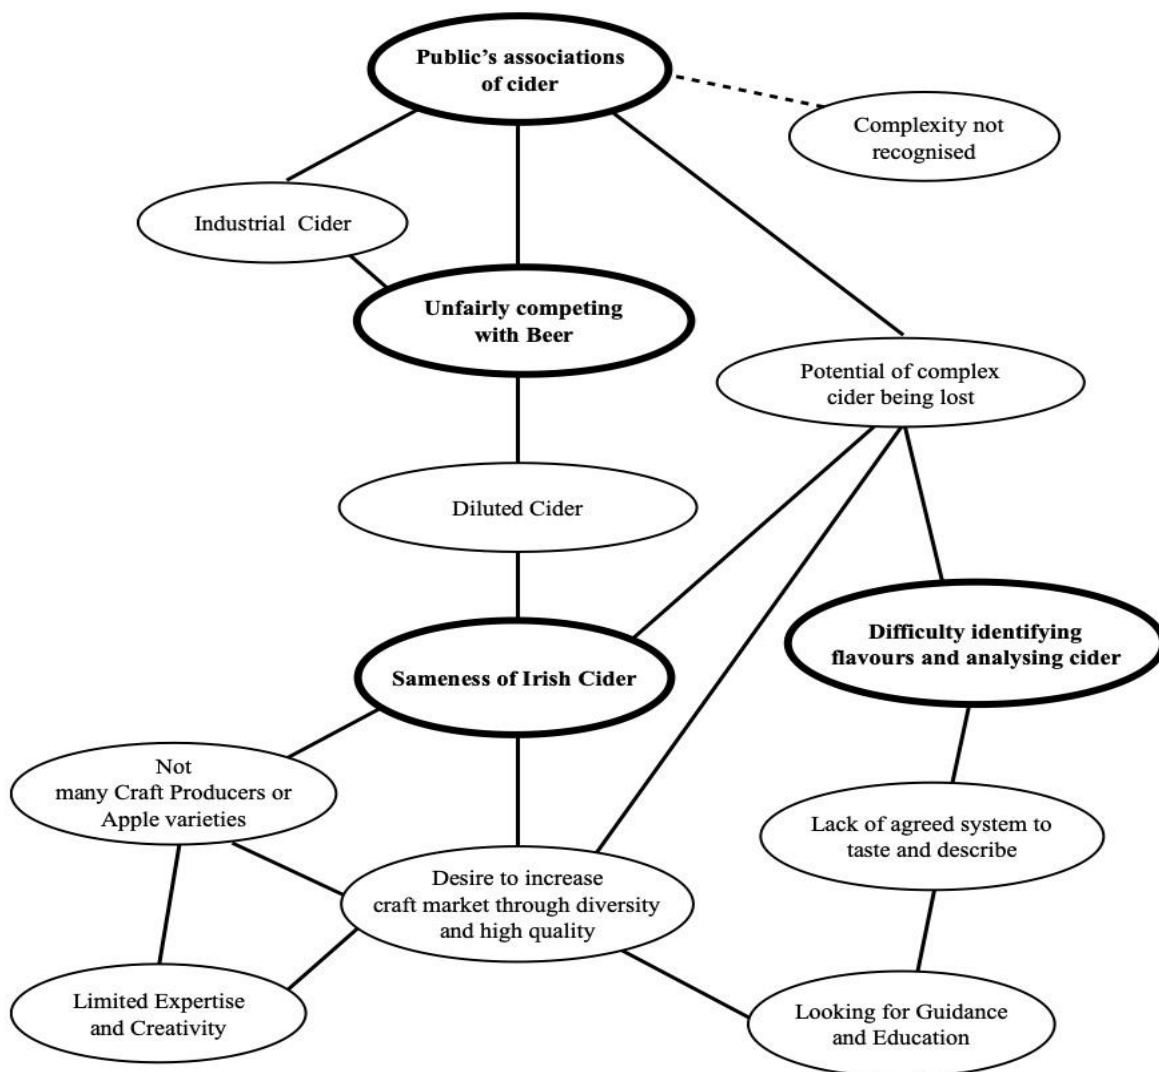 Public's associations
of cider
Complexity not
recognised
Industrial Cider
Unfairly competing
with Beer
Potential of complex
cider being lost
Diluted Cider
Difficulty identifying
flavours and analysing cider
Sameness of Irish Cider
Not
many Craft Producers or
Apple varieties
Lack of agreed system to
taste and describe
Desire to increase
craft market through diversity
and high quality
Limited Expertise
and Creativity
Looking for Guidance
and Education